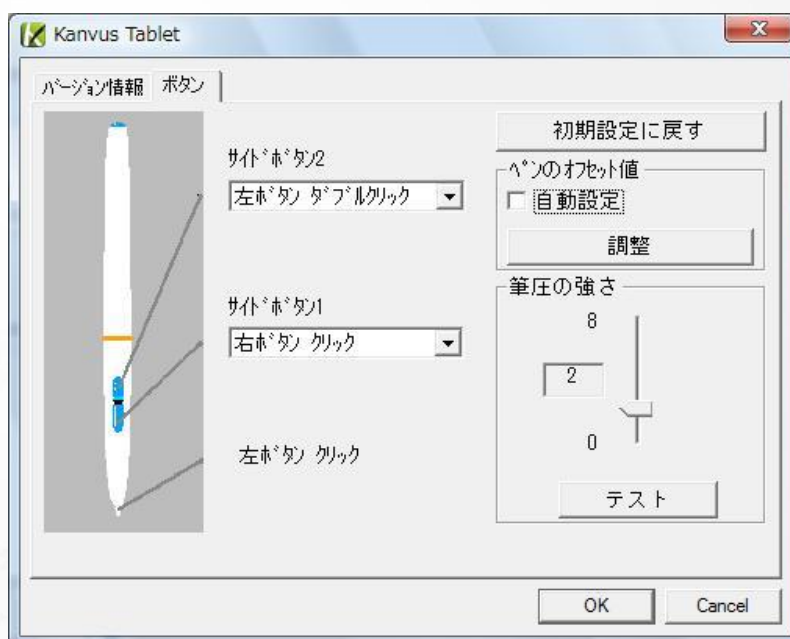 Kanvus Tablet
バージョン情報 ボタン
サイドボタン2
左ボタン ダブルクリック
サイドボタン1
右ボタン クリック
左ボタン クリック
初期設定に戻す
ペンのオフセット値
自動設定
調整
筆圧の強さ
8
2
0
テスト
OK Cancel